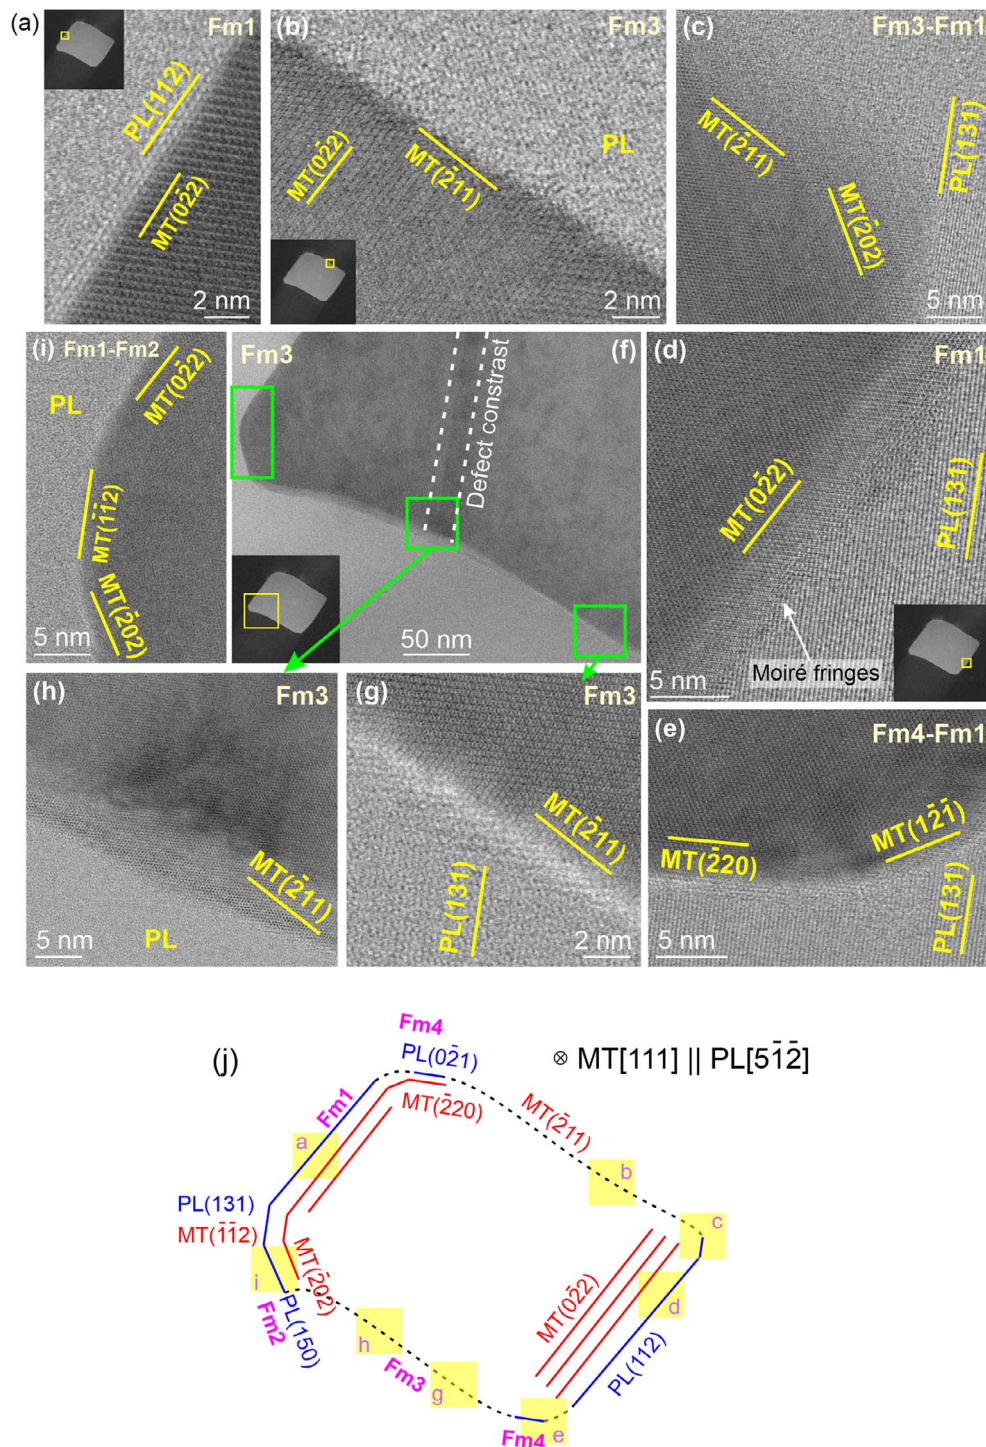 (a)
Fm1
PL(112)
MT(02̄2)
2 nm
(b)
Fm3
MT(02̄2)
MT(2̄11)
PL
2 nm
(c)
Fm3-Fm1
MT(2̄11)
MT(2̄02)
PL(131)
5 nm
(i)
Fm1-Fm2
PL
MT(02̄2)
MT(1̄1̄2)
MT(2̄02)
5 nm
Fm3
(f)
Defect constrast
50 nm
(d)
Fm1
MT(02̄2)
PL(131)
Moiré fringes
5 nm
(h)
Fm3
MT(2̄11)
5 nm
PL
(g)
Fm3
MT(2̄11)
PL(131)
2 nm
(e)
Fm4-Fm1
MT(2̄20)
MT(12̄1̄)
PL(131)
5 nm
(j)
Fm4
PL(02̄1)
⊗ MT[111] || PL[51̄2̄]
MT(2̄20)
Fm1
MT(2̄11)
a
b
PL(131)
MT(1̄1̄2)
c
MT(2̄02)
i
Fm2
PL(150)
MT(02̄2)
d
h
Fm3
g
PL(112)
Fm4
e